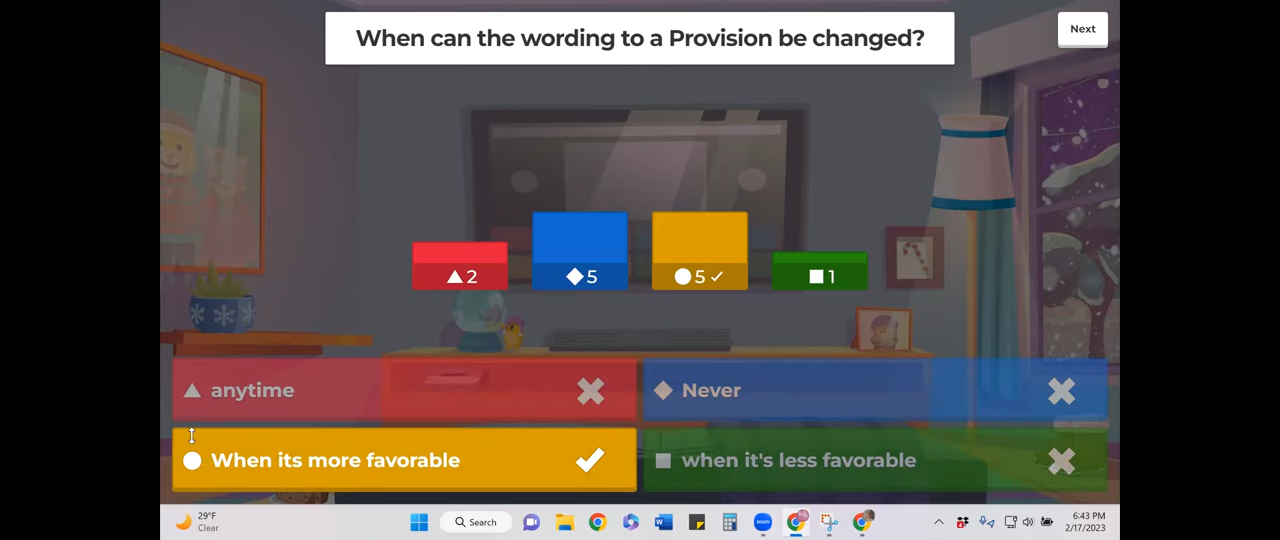 When can the wording to a Provision be changed?
Next
2
5
5
1
anytime
Never
When its more favorable
when it's less favorable
29°F
Clear
Search
zoom
6:43 PM
2/17/2023